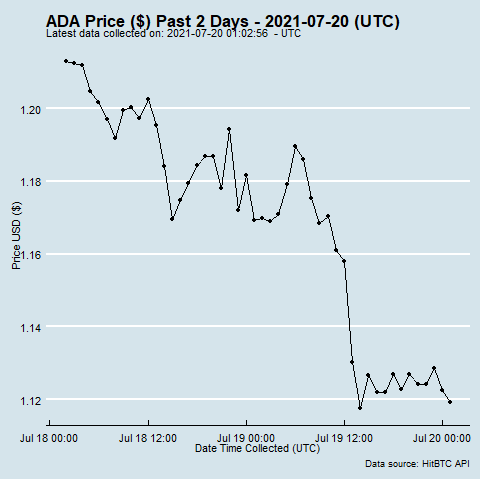 ADA Price ($) Past 2 Days - 2021-07-20 (UTC)
Latest data collected on: 2021-07-20 01:02:56  - UTC
1.20
1.18
1.16
1.14
1.12
Price USD ($)
Jul 18 00:00
Jul 18 12:00
Jul 19 00:00
Jul 19 12:00
Jul 20 00:00
Date Time Collected (UTC)
Data source: HitBTC API